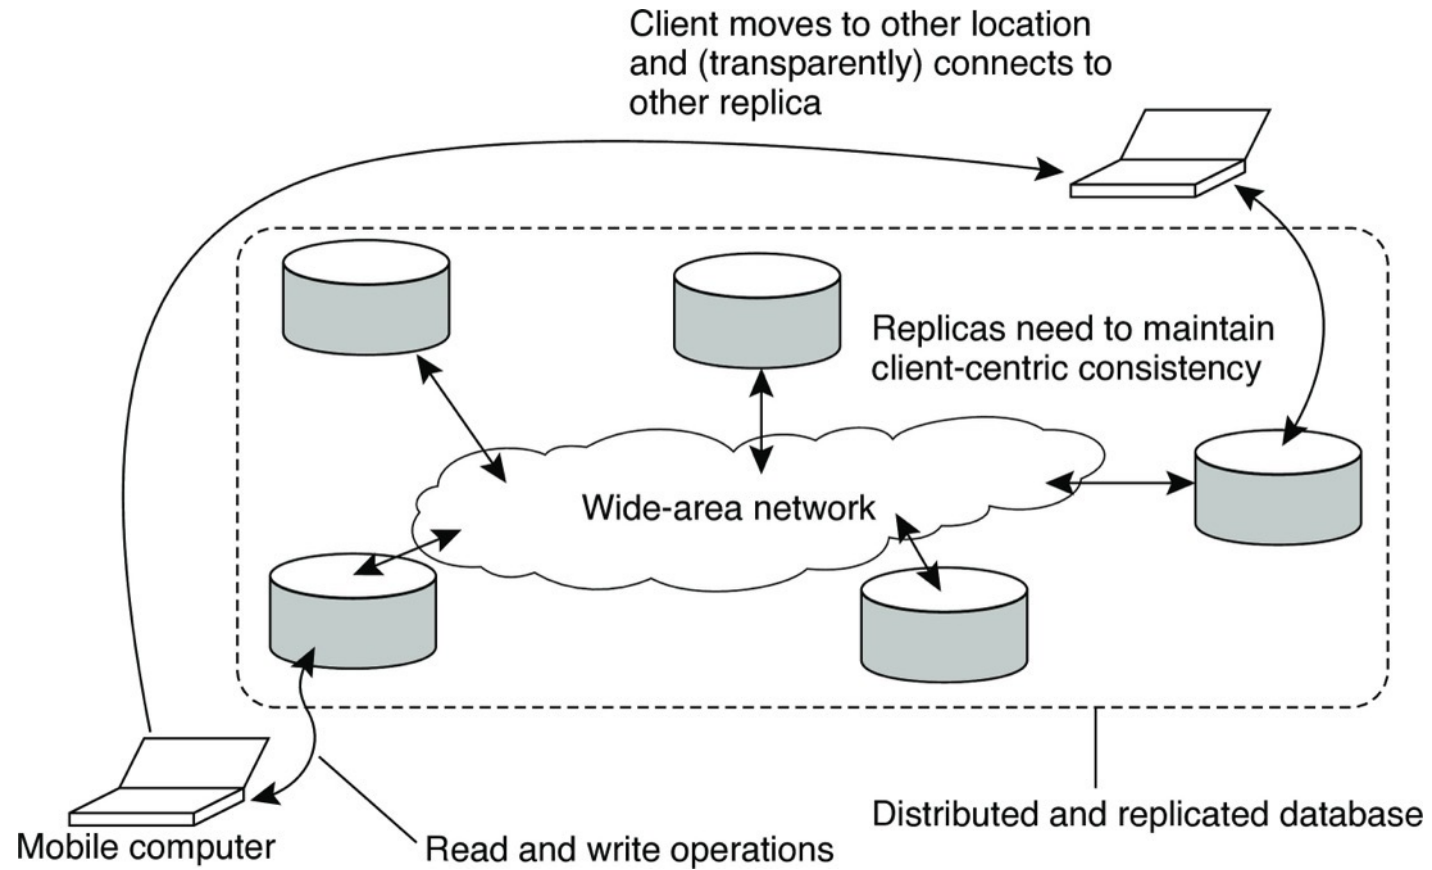 Client moves to other location
and (transparently) connects to
other replica
Replicas need to maintain
client-centric consistency
Wide-area network
Distributed and replicated database
Mobile computer
Read and write operations